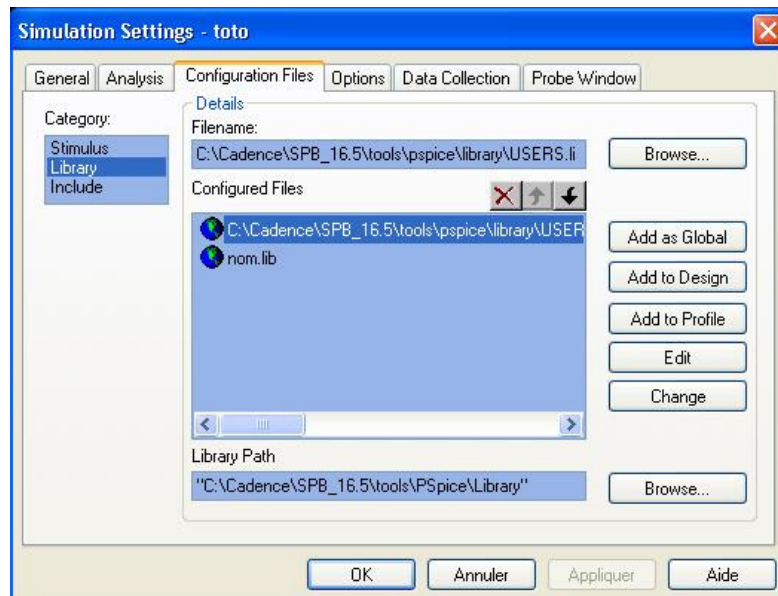 Simulation Settings - toto
General Analysis Configuration Files Options Data Collection Probe Window
Category:
Stimulus
Library
Include
Details
Filename:
C:\Cadence\SPB_16.5\tools\pspice\library\USERS.li
Browse...
Configured Files
C:\Cadence\SPB_16.5\tools\pspice\library\USER
nom.lib
Add as Global
Add to Design
Add to Profile
Edit
Change
Library Path
"C:\Cadence\SPB_16.5\tools\PSpice\Library"
Browse...
OK Annuler Appliquer Aide